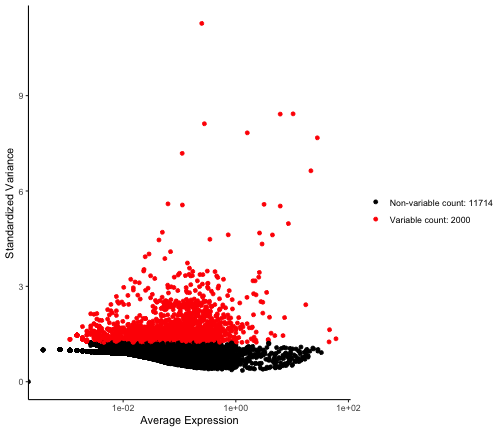 Standardized Variance
9
6
3
0
1e-02
1e+00
1e+02
Average Expression
Non-variable count: 11714
Variable count: 2000